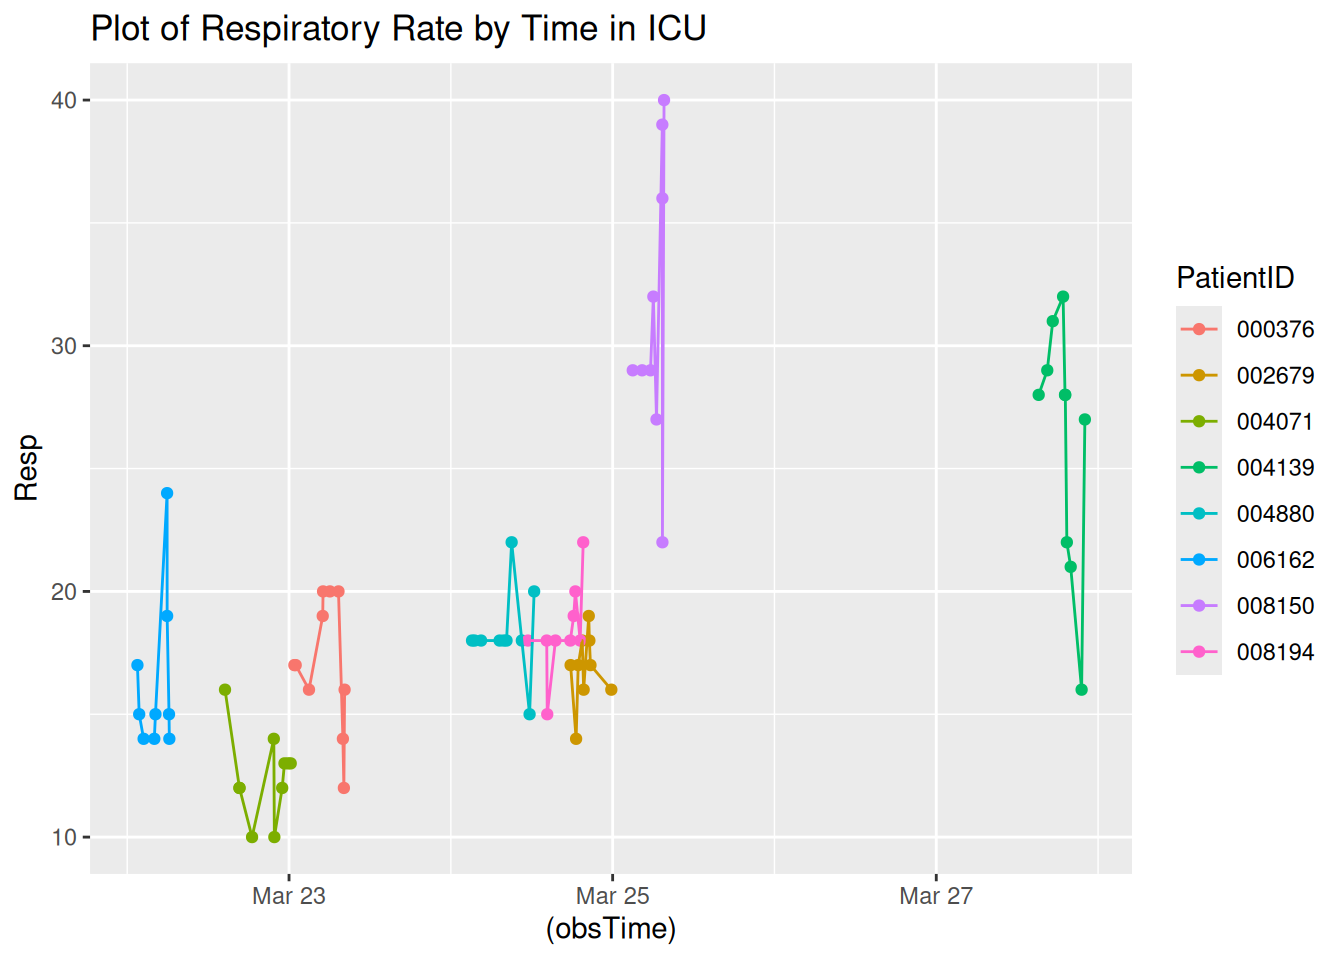 Plot of Respiratory Rate by Time in ICU
40
30
20
10
Resp
Mar 23
Mar 25
Mar 27
(obsTime)
PatientID
000376
002679
004071
004139
004880
006162
008150
008194